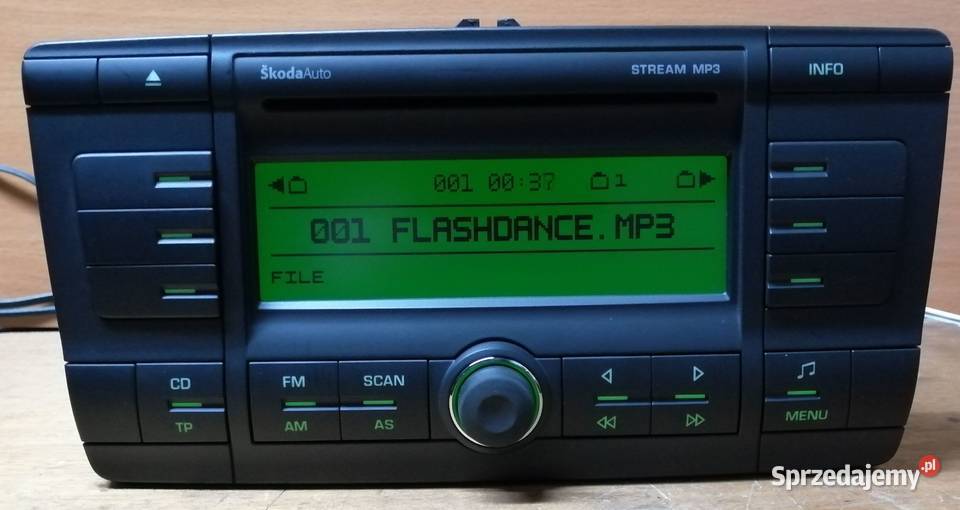 ŠkodaAuto
STREAM MP3
INFO
001 00:37
1
001 FLASHDANCE.MP3
FILE
CD
TP
FM
AM
SCAN
AS
MENU
Sprzedajemy.pl